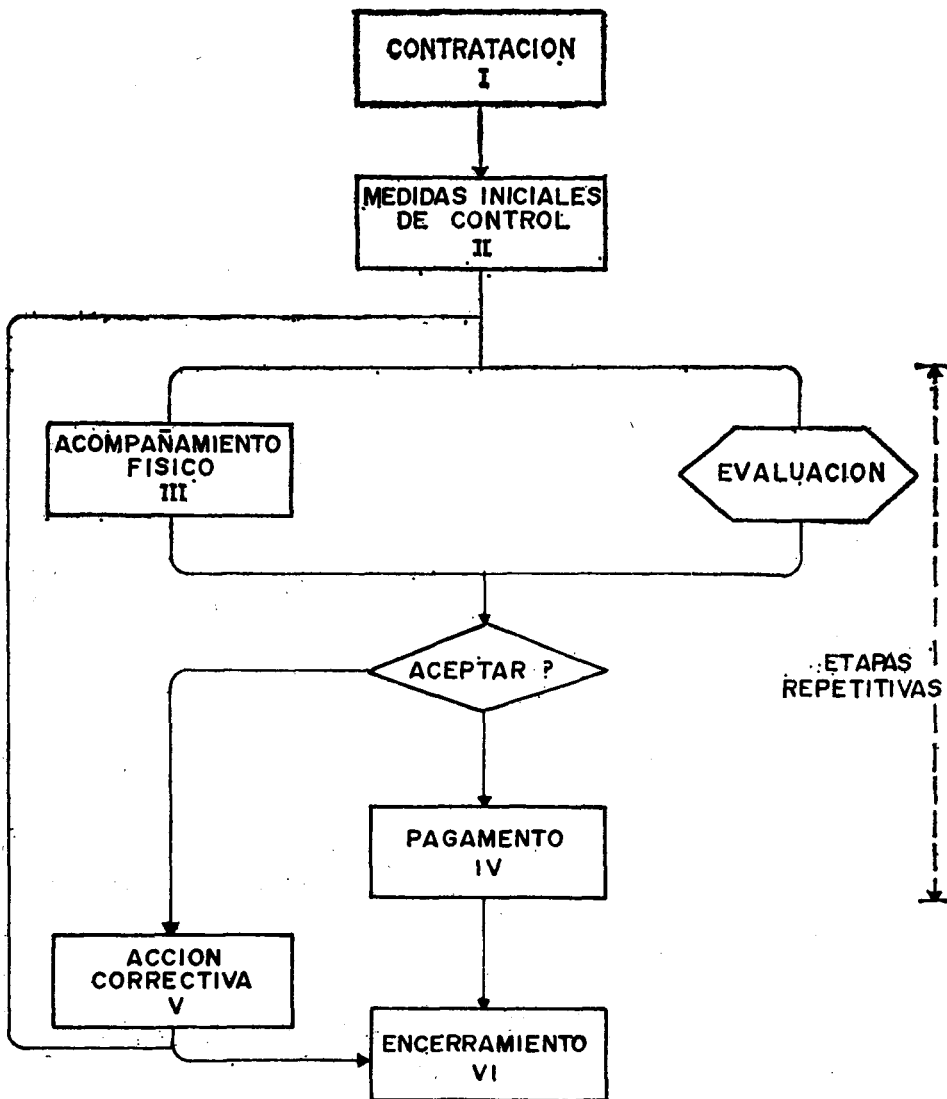 CONTRATACION
I
MEDIDAS INICIALES
DE CONTROL
II
ACOMPAÑAMIENTO
FISICO
III
EVALUACION
ACEPTAR ?
ETAPAS
REPETITIVAS
PAGAMENTO
IV
ACCION
CORRECTIVA
V
ENCERRAMIENTO
VI